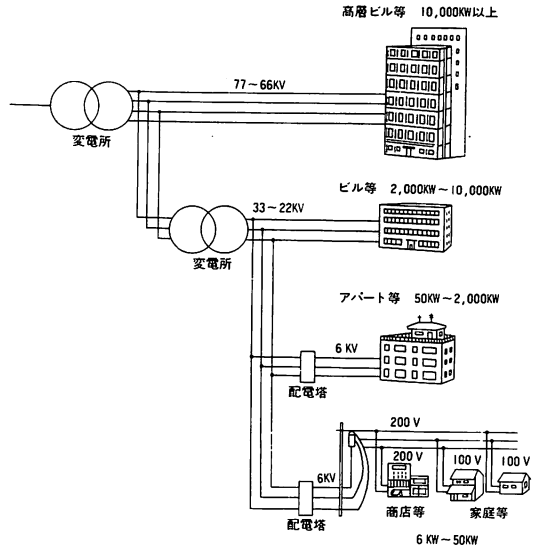 高層ビル等 10,000KW以上
77~66KV
変電所
ビル等 2,000KW~10,000KW
33~22KV
変電所
アパート等 50KW~2,000KW
6 KV
配電塔
200 V
200 V
100 V
100 V
6KV
配電塔
商店等
家庭等
6 KW~50KW